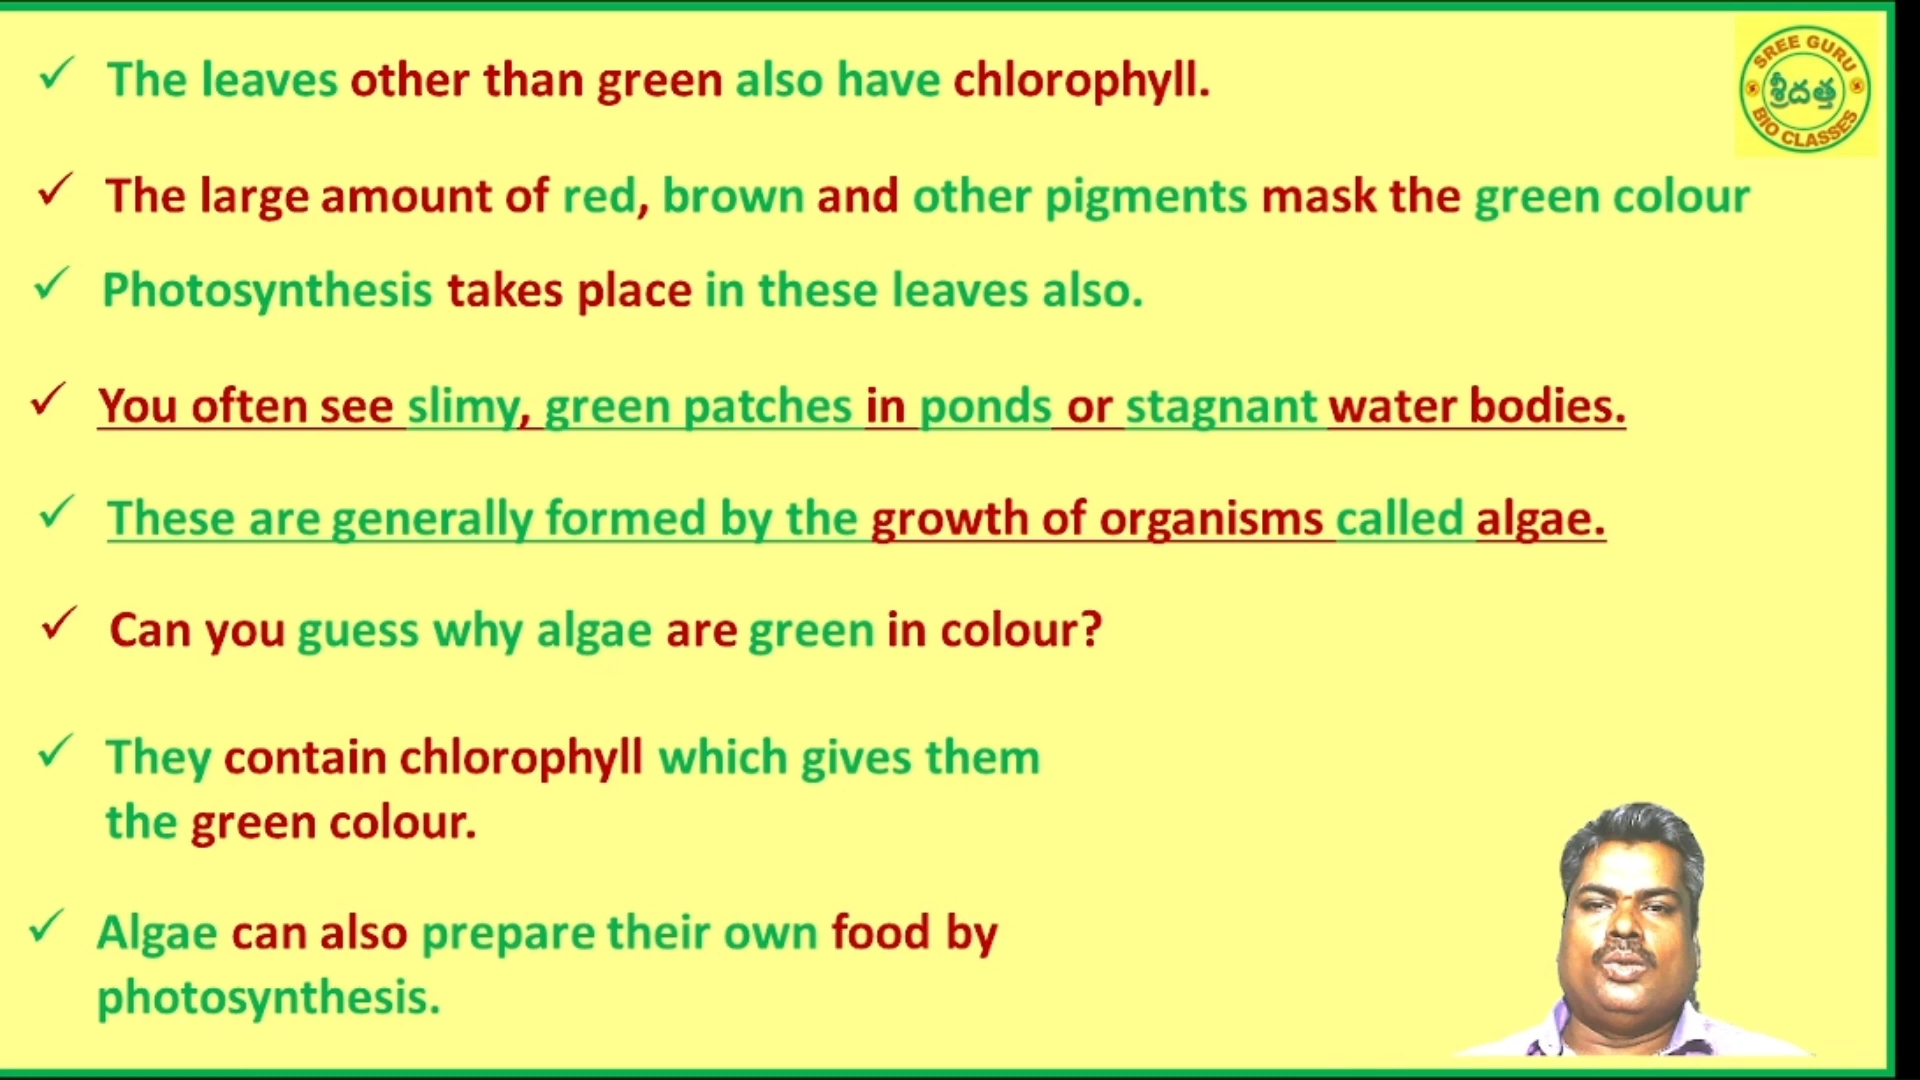 SREE GURU
శ్రీదత్త
BIO CLASSES
✓ The leaves other than green also have chlorophyll.
✓ The large amount of red, brown and other pigments mask the green colour
✓ Photosynthesis takes place in these leaves also.
✓ You often see slimy, green patches in ponds or stagnant water bodies.
✓ These are generally formed by the growth of organisms called algae.
✓ Can you guess why algae are green in colour?
✓ They contain chlorophyll which gives them
the green colour.
✓ Algae can also prepare their own food by
photosynthesis.